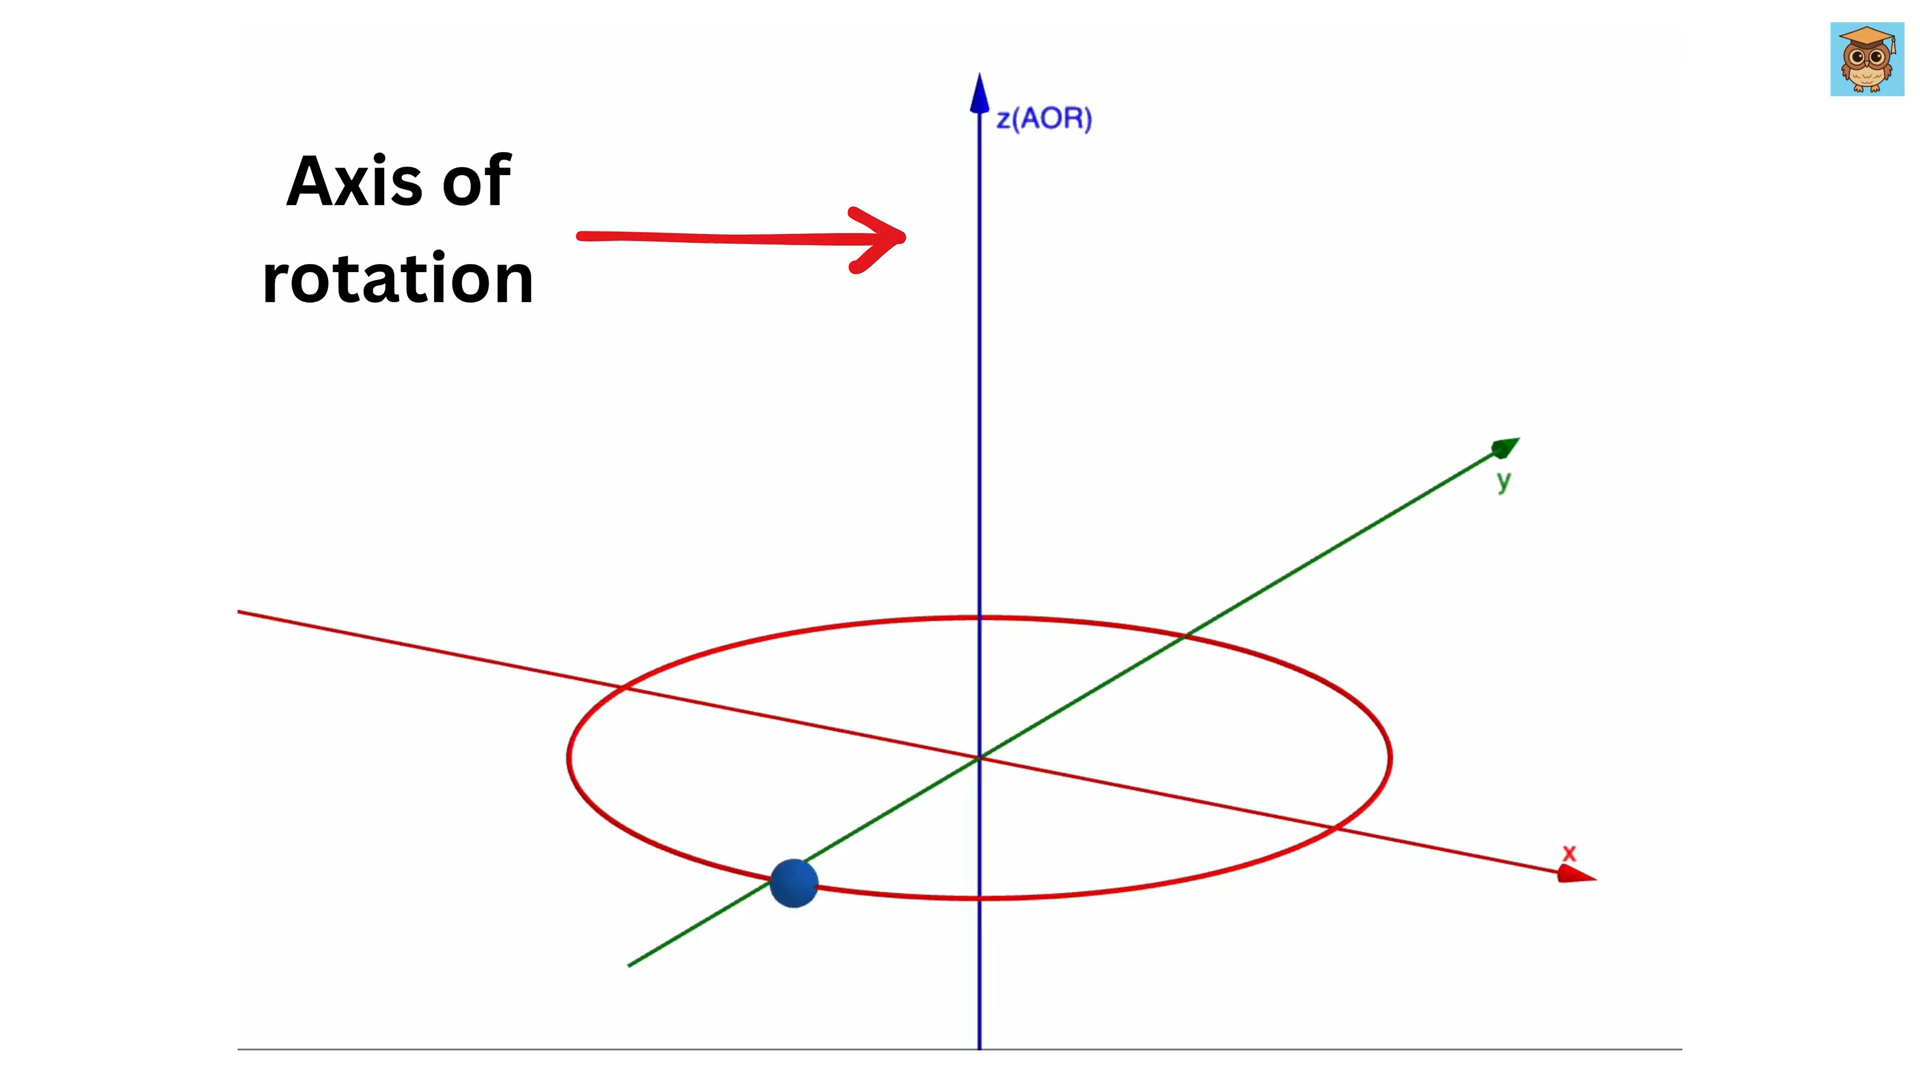 Axis of
rotation
z(AOR)
y
x